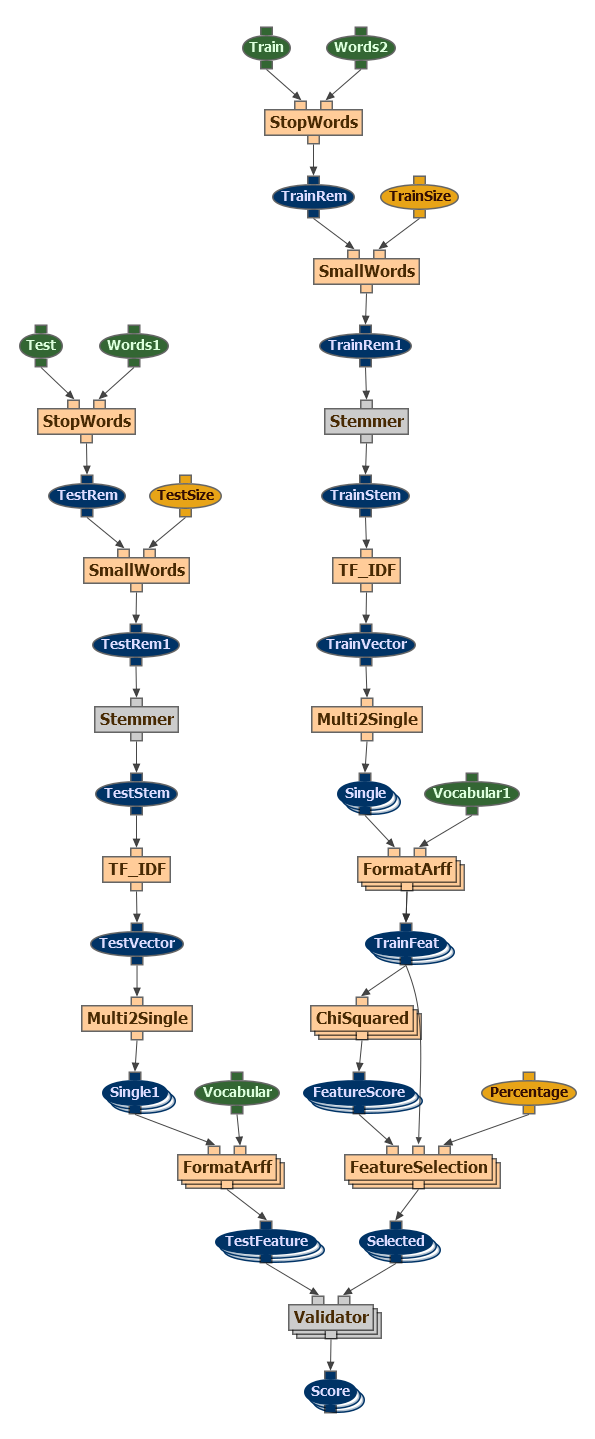 Train
Words2
StopWords
TrainRem
TrainSize
SmallWords
Test
Words1
TrainRem1
StopWords
Stemmer
TestRem
TestSize
TrainStem
SmallWords
TF_IDF
TestRem1
TrainVector
Stemmer
Multi2Single
TestStem
Single
Vocabular1
TF_IDF
FormatArff
TestVector
TrainFeat
Multi2Single
ChiSquared
Single1
Vocabular
FeatureScore
Percentage
FormatArff
FeatureSelection
TestFeature
Selected
Validator
Score